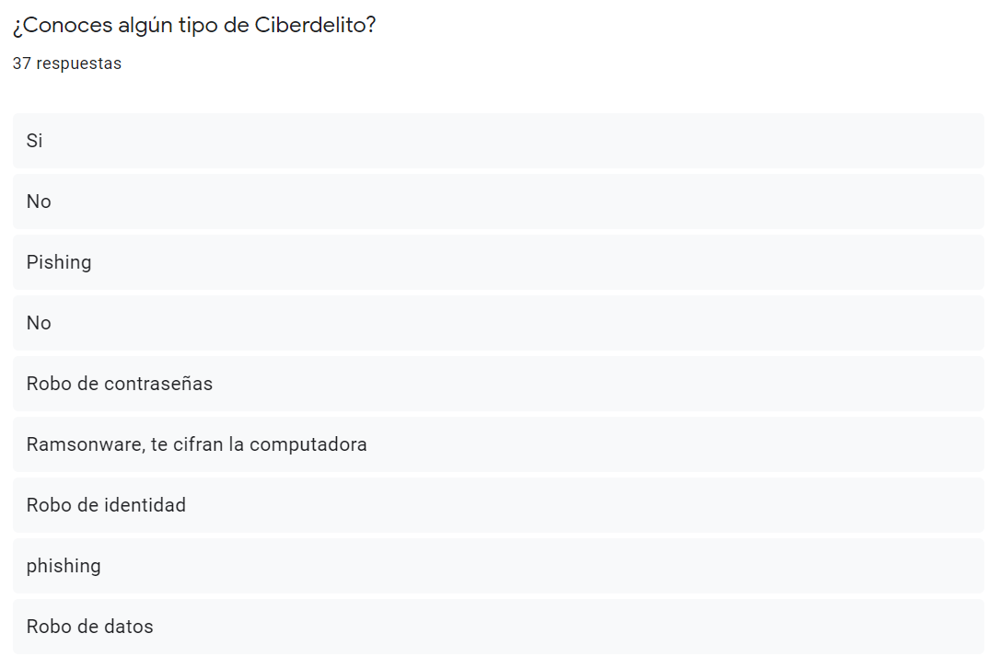 ¿Conoces algún tipo de Ciberdelito?
37 respuestas
Si
No
Pishing
No
Robo de contraseñas
Ramsonware, te cifran la computadora
Robo de identidad
phishing
Robo de datos